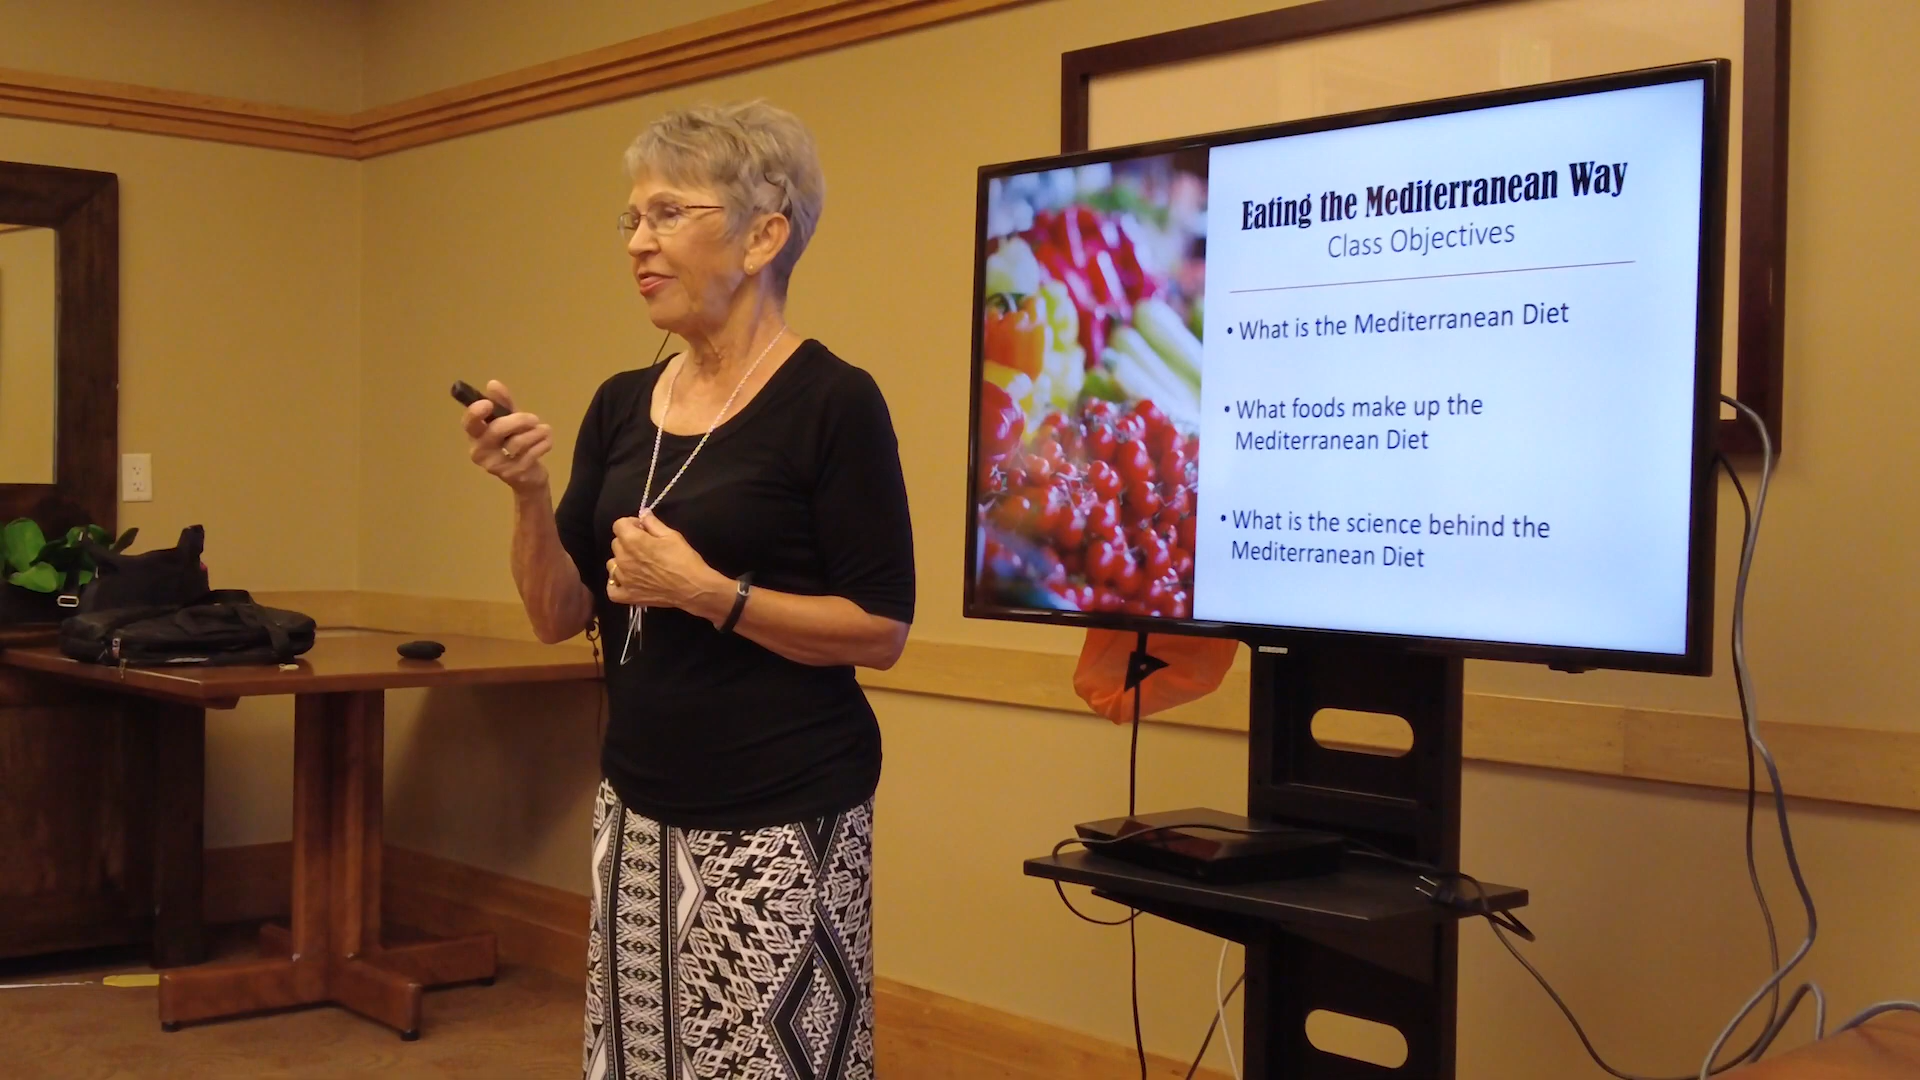 Eating the Mediterranean Way
Class Objectives
• What is the Mediterranean Diet
• What foods make up the
Mediterranean Diet
• What is the science behind the
Mediterranean Diet
SAMSUNG